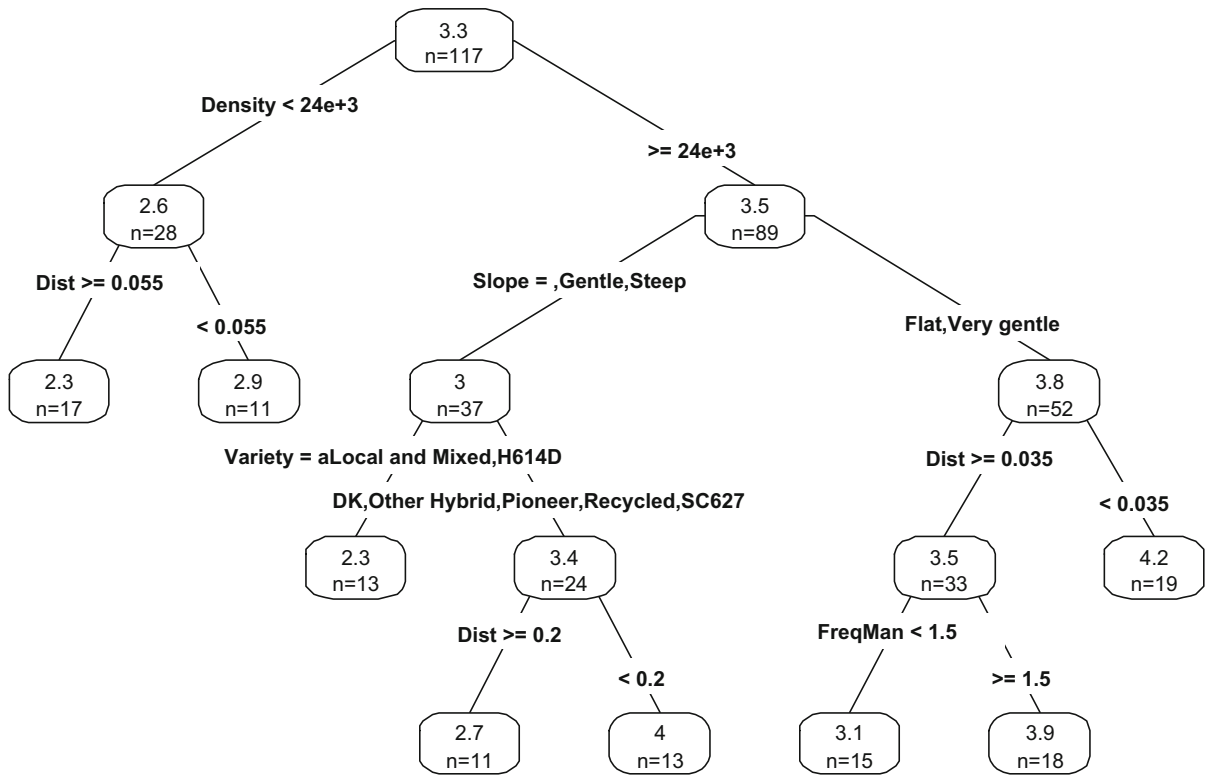 3.3
n=117
Density < 24e+3
>= 24e+3
2.6
n=28
3.5
n=89
Dist >= 0.055
< 0.055
Slope = ,Gentle,Steep
Flat,Very gentle
2.3
n=17
2.9
n=11
3
n=37
3.8
n=52
Variety = aLocal and Mixed,H614D
DK,Other Hybrid,Pioneer,Recycled,SC627
Dist >= 0.035
< 0.035
2.3
n=13
3.4
n=24
3.5
n=33
4.2
n=19
Dist >= 0.2
< 0.2
FreqMan < 1.5
>= 1.5
2.7
n=11
4
n=13
3.1
n=15
3.9
n=18